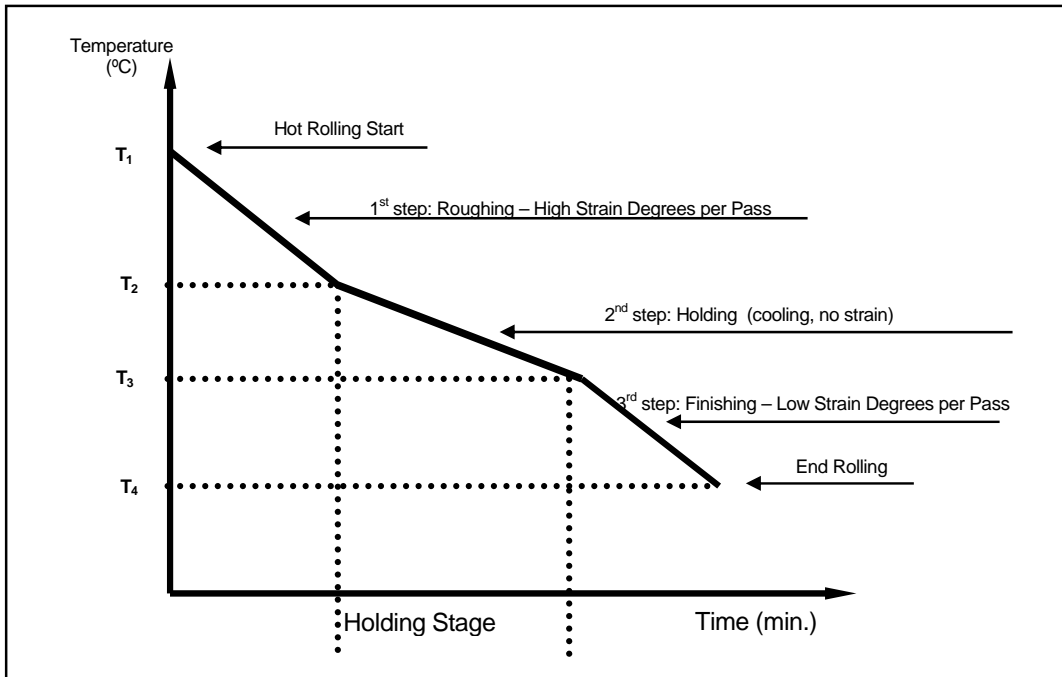 Temperature
(ºC)
Hot Rolling Start
T₁
1st step: Roughing – High Strain Degrees per Pass
T₂
2nd step: Holding (cooling, no strain)
T₃
3rd step: Finishing – Low Strain Degrees per Pass
End Rolling
T₄
Holding Stage
Time (min.)